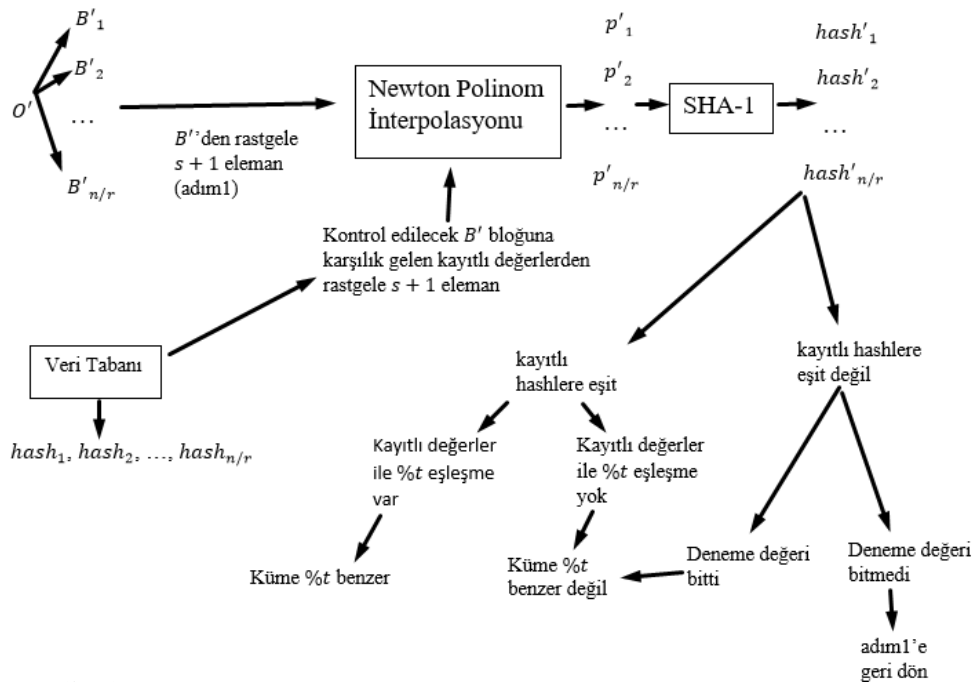 O'
B'₁
B'₂
…
B'ₙ/ᵣ
B''den rastgele
s + 1 eleman
(adım1)
Newton Polinom
İnterpolasyonu
p'₁
p'₂
…
p'ₙ/ᵣ
SHA-1
hash'₁
hash'₂
…
hash'ₙ/ᵣ
Kontrol edilecek B' bloğuna
karşılık gelen kayıtlı değerlerden
rastgele s + 1 eleman
Veri Tabanı
hash₁, hash₂, …, hashₙ/ᵣ
kayıtlı
hashlere eşit
kayıtlı hashlere
eşit değil
Kayıtlı değerler
ile %t eşleşme
var
Kayıtlı değerler
ile %t eşleşme
yok
Küme %t benzer
Küme %t
benzer değil
Deneme değeri
bitti
Deneme değeri
bitmedi
adım1'e
geri dön